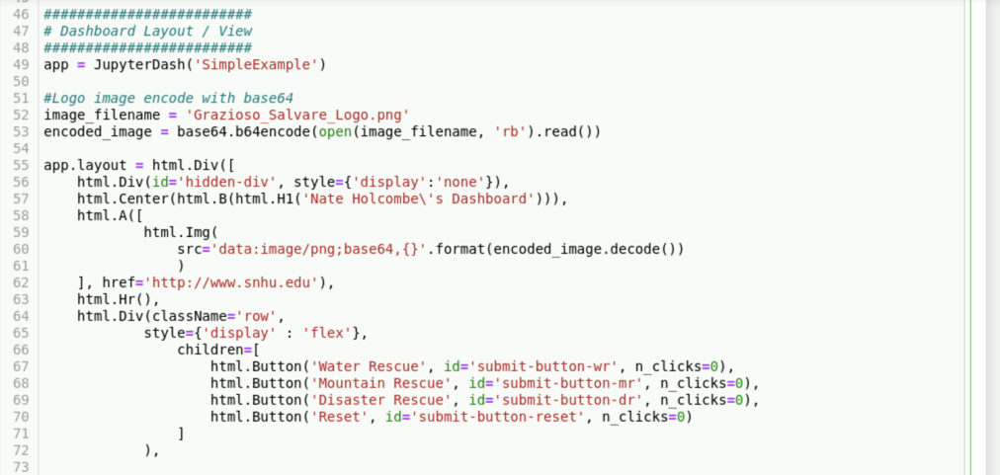 46 #########################
47 # Dashboard Layout / View
48 #########################
49 app = JupyterDash('SimpleExample')
50
51 #Logo image encode with base64
52 image_filename = 'Grazioso_Salvare_Logo.png'
53 encoded_image = base64.b64encode(open(image_filename, 'rb').read())
54
55 app.layout = html.Div([
56     html.Div(id='hidden-div', style={'display':'none'}),
57     html.Center(html.B(html.H1('Nate Holcombe\'s Dashboard'))),
58     html.A([
59             html.Img(
60                 src='data:image/png;base64,{}'.format(encoded_image.decode())
61                 )
62     ], href='http://www.snhu.edu'),
63     html.Hr(),
64     html.Div(className='row',
65             style={'display' : 'flex'},
66                 children=[
67                     html.Button('Water Rescue', id='submit-button-wr', n_clicks=0),
68                     html.Button('Mountain Rescue', id='submit-button-mr', n_clicks=0),
69                     html.Button('Disaster Rescue', id='submit-button-dr', n_clicks=0),
70                     html.Button('Reset', id='submit-button-reset', n_clicks=0)
71                 ]
72             ),
73